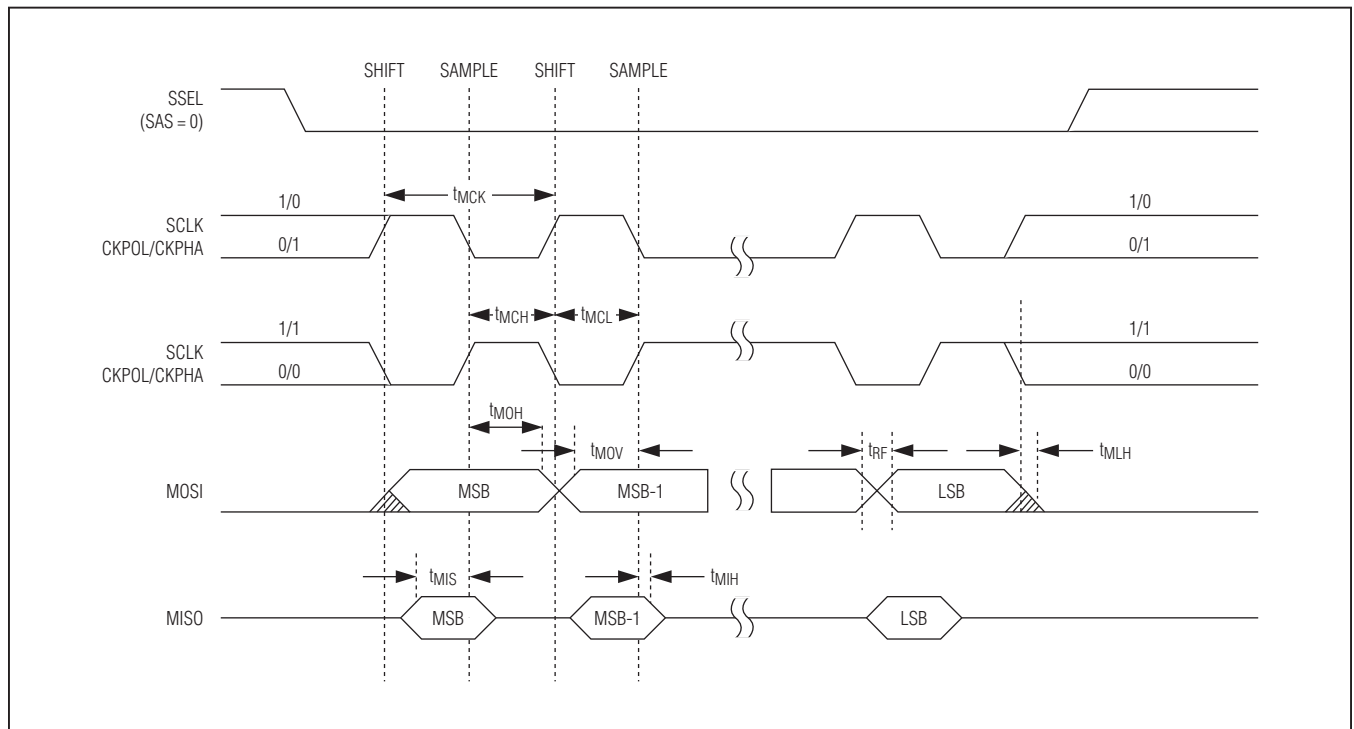 SHIFT SAMPLE SHIFT SAMPLE
SSEL
(SAS = 0)
tMCK
1/0 1/0
SCLK
CKPOL/CKPHA
0/1 0/1
tMCH tMCL
1/1 1/1
SCLK
CKPOL/CKPHA
0/0 0/0
tMOH
tMOV tRF tMLH
MOSI MSB MSB-1 LSB
tMIS tMIH
MISO MSB MSB-1 LSB